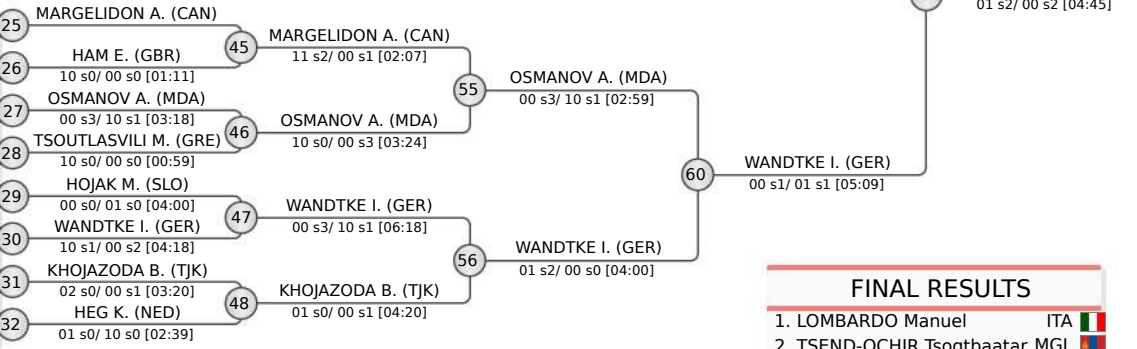 01 s2/ 00 s2 [04:45]
25
MARGELIDON A. (CAN)
45
MARGELIDON A. (CAN)
11 s2/ 00 s1 [02:07]
26
HAM E. (GBR)
10 s0/ 00 s0 [01:11]
55
OSMANOV A. (MDA)
00 s3/ 10 s1 [02:59]
27
OSMANOV A. (MDA)
00 s3/ 10 s1 [03:18]
46
OSMANOV A. (MDA)
10 s0/ 00 s3 [03:24]
28
TSOUTLASVILI M. (GRE)
10 s0/ 00 s0 [00:59]
60
WANDTKE I. (GER)
00 s1/ 01 s1 [05:09]
29
HOJAK M. (SLO)
00 s0/ 01 s0 [04:00]
47
WANDTKE I. (GER)
00 s3/ 10 s1 [06:18]
30
WANDTKE I. (GER)
10 s1/ 00 s2 [04:18]
56
WANDTKE I. (GER)
01 s2/ 00 s0 [04:00]
31
KHOJAZODA B. (TJK)
02 s0/ 00 s1 [03:20]
48
KHOJAZODA B. (TJK)
01 s0/ 00 s1 [04:20]
32
HEG K. (NED)
01 s0/ 10 s0 [02:39]
FINAL RESULTS
1. LOMBARDO Manuel ITA
2. TSEND-OCHIR Tsogtbaatar MGL